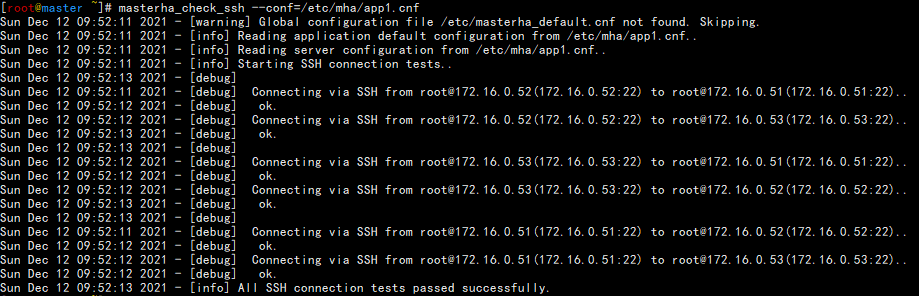 [root@master ~]# masterha_check_ssh --conf=/etc/mha/app1.cnf
Sun Dec 12 09:52:11 2021 - [warning] Global configuration file /etc/masterha_default.cnf not found. Skipping.
Sun Dec 12 09:52:11 2021 - [info] Reading application default configuration from /etc/mha/app1.cnf..
Sun Dec 12 09:52:11 2021 - [info] Reading server configuration from /etc/mha/app1.cnf..
Sun Dec 12 09:52:11 2021 - [info] Starting SSH connection tests..
Sun Dec 12 09:52:13 2021 - [debug]
Sun Dec 12 09:52:11 2021 - [debug]  Connecting via SSH from root@172.16.0.52(172.16.0.52:22) to root@172.16.0.51(172.16.0.51:22)..
Sun Dec 12 09:52:12 2021 - [debug]   ok.
Sun Dec 12 09:52:12 2021 - [debug]  Connecting via SSH from root@172.16.0.52(172.16.0.52:22) to root@172.16.0.53(172.16.0.53:22)..
Sun Dec 12 09:52:13 2021 - [debug]   ok.
Sun Dec 12 09:52:13 2021 - [debug]
Sun Dec 12 09:52:12 2021 - [debug]  Connecting via SSH from root@172.16.0.53(172.16.0.53:22) to root@172.16.0.51(172.16.0.51:22)..
Sun Dec 12 09:52:12 2021 - [debug]   ok.
Sun Dec 12 09:52:12 2021 - [debug]  Connecting via SSH from root@172.16.0.53(172.16.0.53:22) to root@172.16.0.52(172.16.0.52:22)..
Sun Dec 12 09:52:13 2021 - [debug]   ok.
Sun Dec 12 09:52:13 2021 - [debug]
Sun Dec 12 09:52:11 2021 - [debug]  Connecting via SSH from root@172.16.0.51(172.16.0.51:22) to root@172.16.0.52(172.16.0.52:22)..
Sun Dec 12 09:52:12 2021 - [debug]   ok.
Sun Dec 12 09:52:12 2021 - [debug]  Connecting via SSH from root@172.16.0.51(172.16.0.51:22) to root@172.16.0.53(172.16.0.53:22)..
Sun Dec 12 09:52:12 2021 - [debug]   ok.
Sun Dec 12 09:52:13 2021 - [info] All SSH connection tests passed successfully.